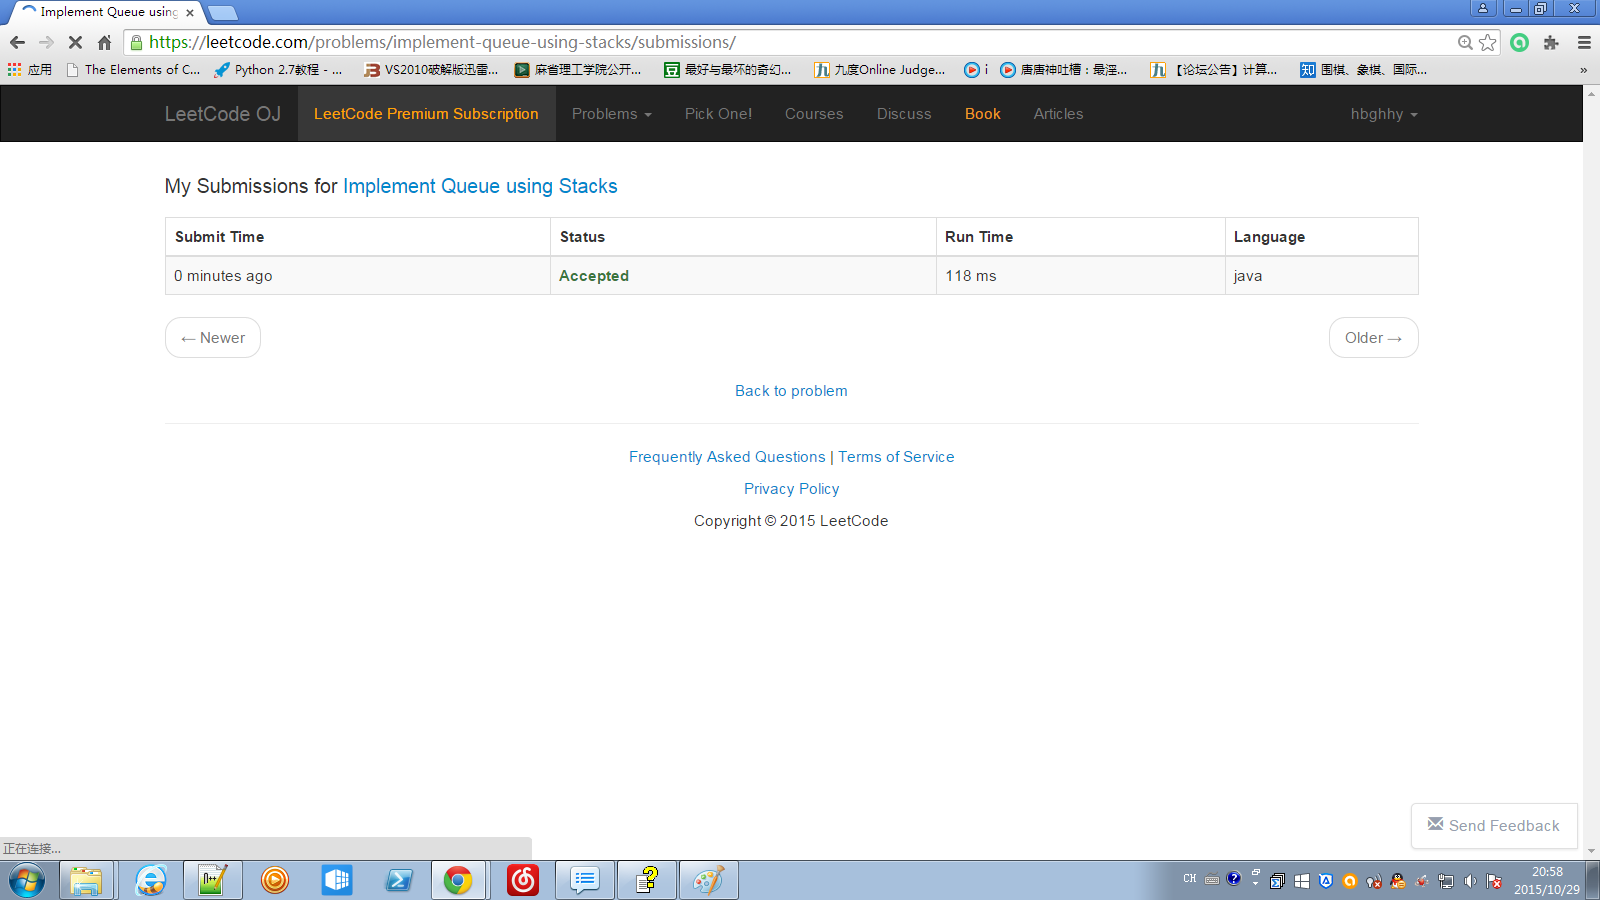 Implement Queue using
https://leetcode.com/problems/implement-queue-using-stacks/submissions/
应用 The Elements of C... Python 2.7教程 - ... VS2010破解版迅雷... 麻省理工学院公开... 最好与最坏的奇幻... 九度Online Judge... i 唐唐神吐槽：最淫... 【论坛公告】计算... 围棋、象棋、国际... »
LeetCode OJ LeetCode Premium Subscription Problems Pick One! Courses Discuss Book Articles hbghhy
My Submissions for Implement Queue using Stacks
Submit Time Status Run Time Language
0 minutes ago Accepted 118 ms java
← Newer Older →
Back to problem
Frequently Asked Questions | Terms of Service
Privacy Policy
Copyright © 2015 LeetCode
Send Feedback
正在连接...
CH 20:58
2015/10/29